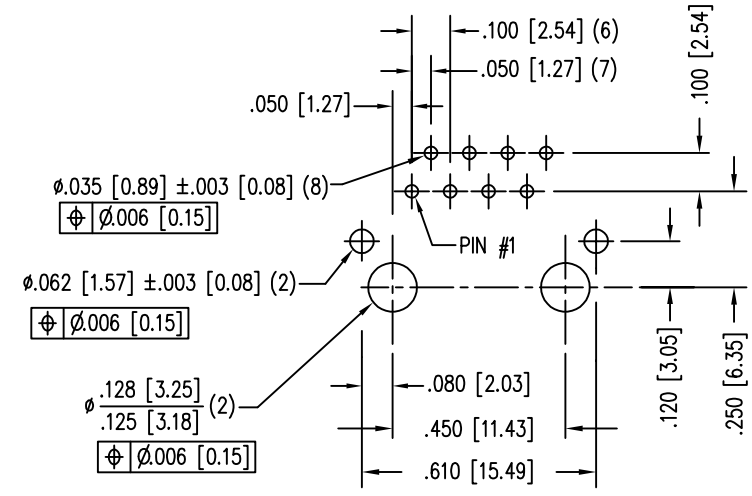 .100 [2.54] (6)
.050 [1.27] (7)
.050 [1.27]
.100 [2.54]
ø.035 [0.89] ±.003 [0.08] (8)
⌖ Ø.006 [0.15]
PIN #1
ø.062 [1.57] ±.003 [0.08] (2)
⌖ Ø.006 [0.15]
.120 [3.05]
.250 [6.35]
ø .128 [3.25]
.125 [3.18] (2)
⌖ Ø.006 [0.15]
.080 [2.03]
.450 [11.43]
.610 [15.49]